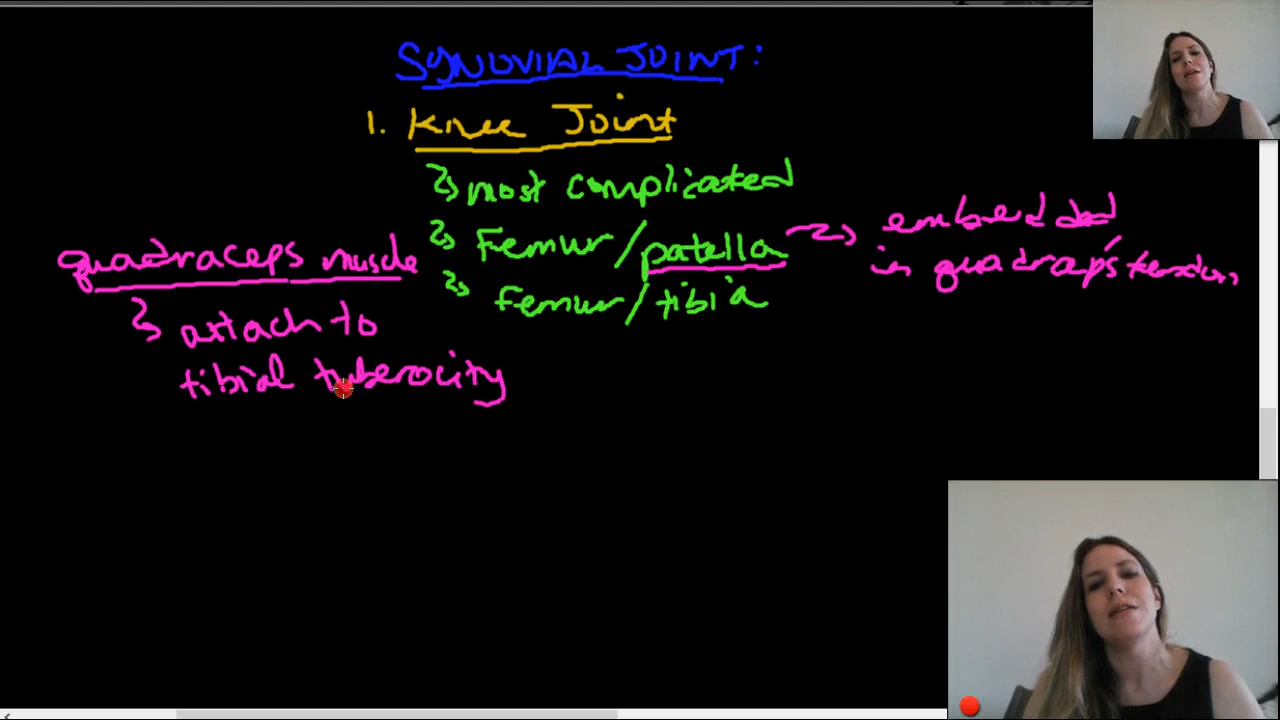 SYNOVIAL JOINT:
1. Knee Joint
most complicated
Femur/patella
embedded
in quadrap's tendon
Femur/tibia
quadraceps muscle
attach to
tibial tuberocity